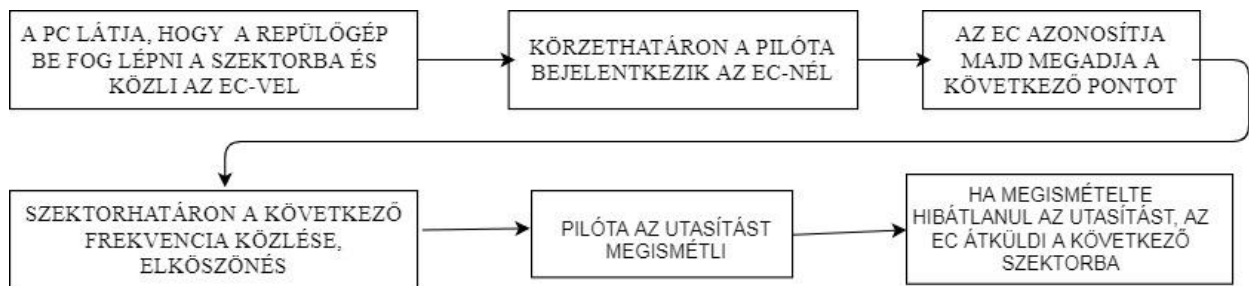 A PC LÁTJA, HOGY A REPÜLŐGÉP
BE FOG LÉPNI A SZEKTORBA ÉS
KÖZLI AZ EC-VEL
KÖRZETHATÁRON A PILÓTA
BEJELENTKEZIK AZ EC-NÉL
AZ EC AZONOSÍTJA
MAJD MEGADJA A
KÖVETKEZŐ PONTOT
SZEKTORHATÁRON A KÖVETKEZŐ
FREKVENCIA KÖZLÉSE,
ELKÖSZÖNÉS
PILÓTA AZ UTASÍTÁST
MEGISMÉTLI
HA MEGISMÉTELTE
HIBÁTLANUL AZ UTASÍTÁST, AZ
EC ÁTKÜLDI A KÖVETKEZŐ
SZEKTORBA